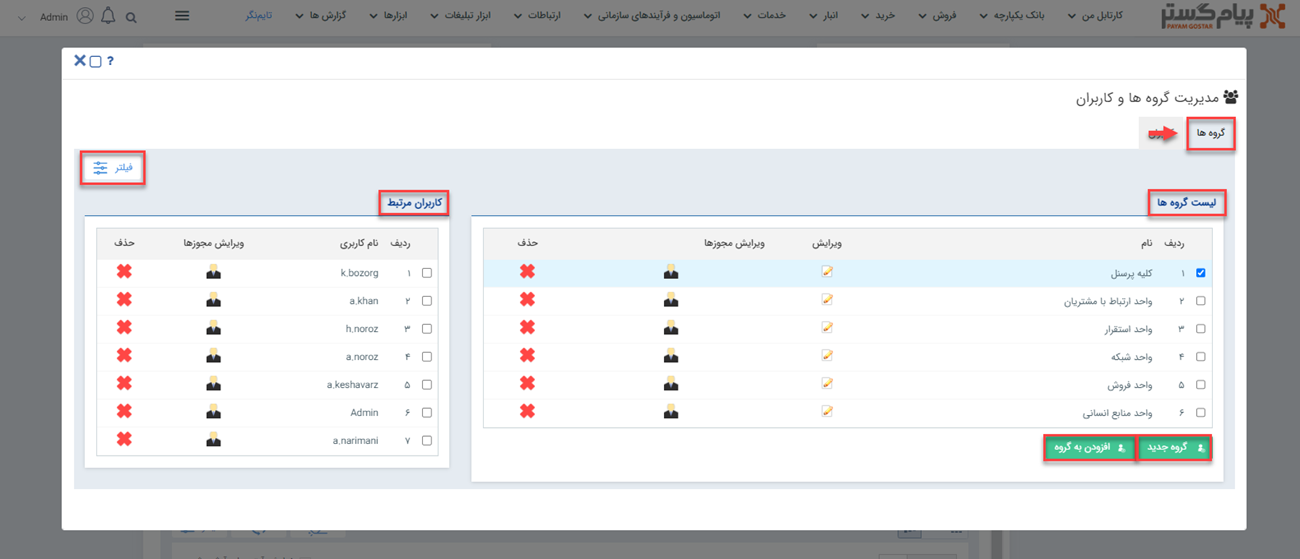 پیام گستر
PAYAM GOSTAR
کارتابل من
بانک یکپارچه
فروش
خرید
انبار
خدمات
اتوماسیون و فرآیندهای سازمانی
ارتباطات
ابزار تبلیغات
ابزارها
گزارش ها
تایم‌نگر
Admin
?
مدیریت گروه ها و کاربران
گروه ها
فیلتر
لیست گروه ها
ردیف نام ویرایش ویرایش مجوزها حذف
۱ کلیه پرسنل
۲ واحد ارتباط با مشتریان
۳ واحد استقرار
۴ واحد شبکه
۵ واحد فروش
۶ واحد منابع انسانی
گروه جدید
افزودن به گروه
کاربران مرتبط
ردیف نام کاربری ویرایش مجوزها حذف
۱ k.bozorg
۲ a.khan
۳ h.noroz
۴ a.noroz
۵ a.keshavarz
۶ Admin
۷ a.narimani